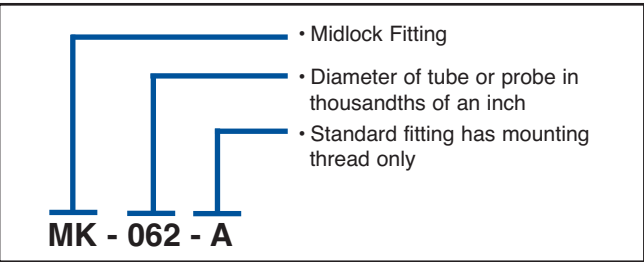 • Midlock Fitting
• Diameter of tube or probe in
thousandths of an inch
• Standard fitting has mounting
thread only
MK - 062 - A